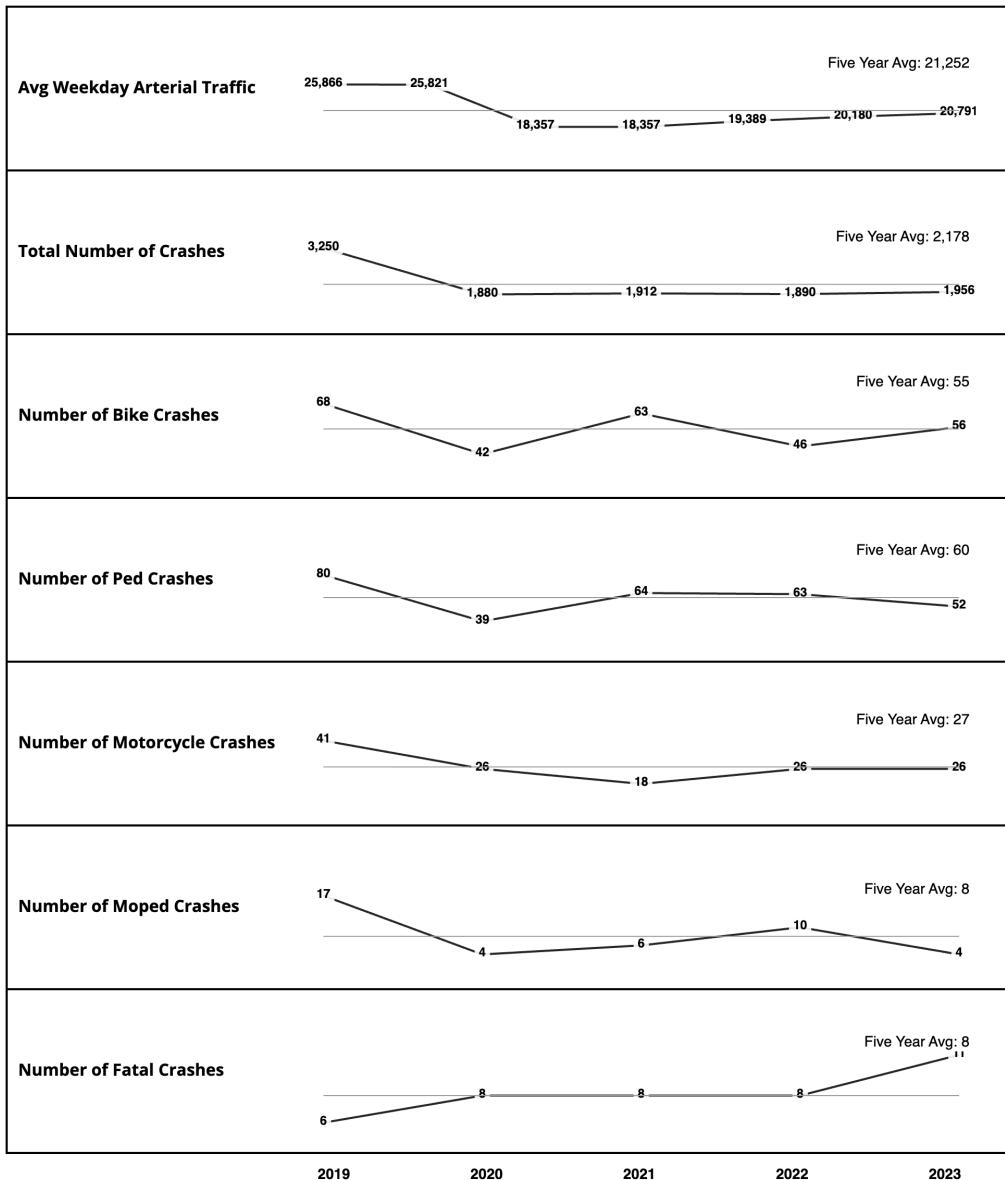 Five Year Avg: 21,252
Avg Weekday Arterial Traffic
25,866 25,821 18,357 18,357 19,389 20,180 20,791
Five Year Avg: 2,178
Total Number of Crashes
3,250 1,880 1,912 1,890 1,956
Five Year Avg: 55
Number of Bike Crashes
68 42 63 46 56
Five Year Avg: 60
Number of Ped Crashes
80 39 64 63 52
Five Year Avg: 27
Number of Motorcycle Crashes
41 26 18 26 26
Five Year Avg: 8
Number of Moped Crashes
17 4 6 10 4
Five Year Avg: 8
Number of Fatal Crashes
6 8 8 8 11
2019 2020 2021 2022 2023